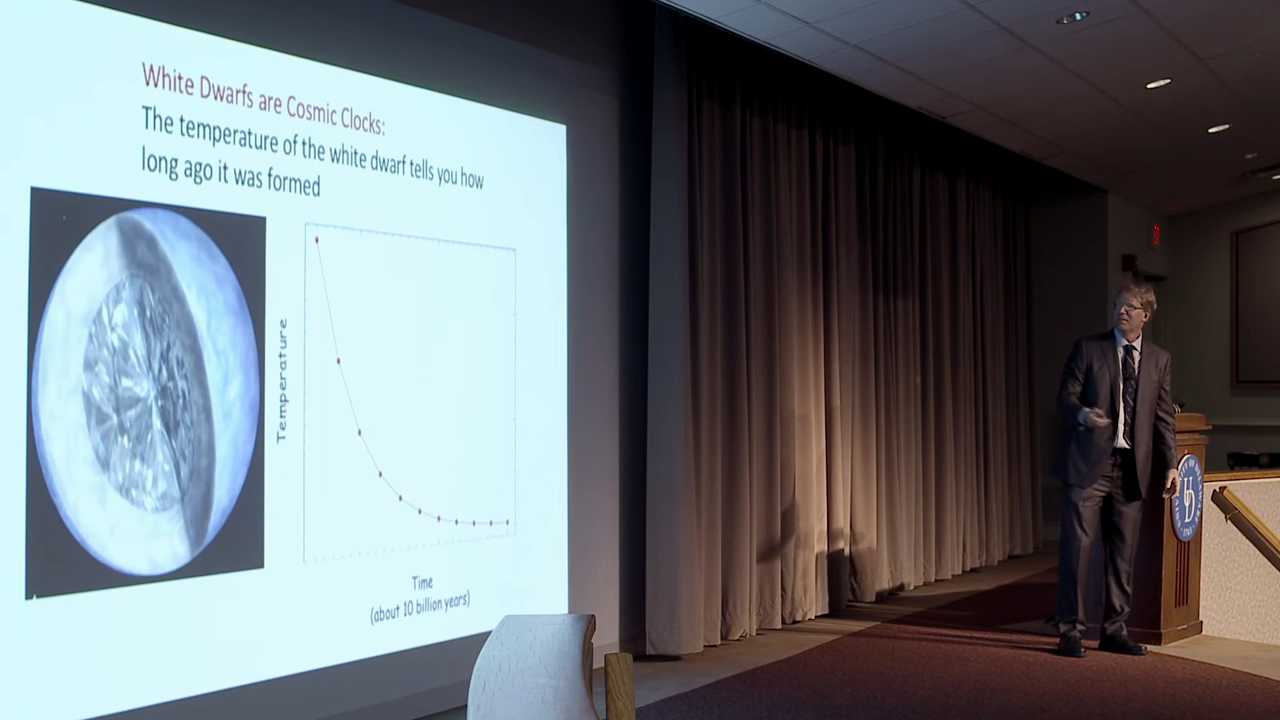 White Dwarfs are Cosmic Clocks:
The temperature of the white dwarf tells you how
long ago it was formed
Temperature
Time
(about 10 billion years)
UD